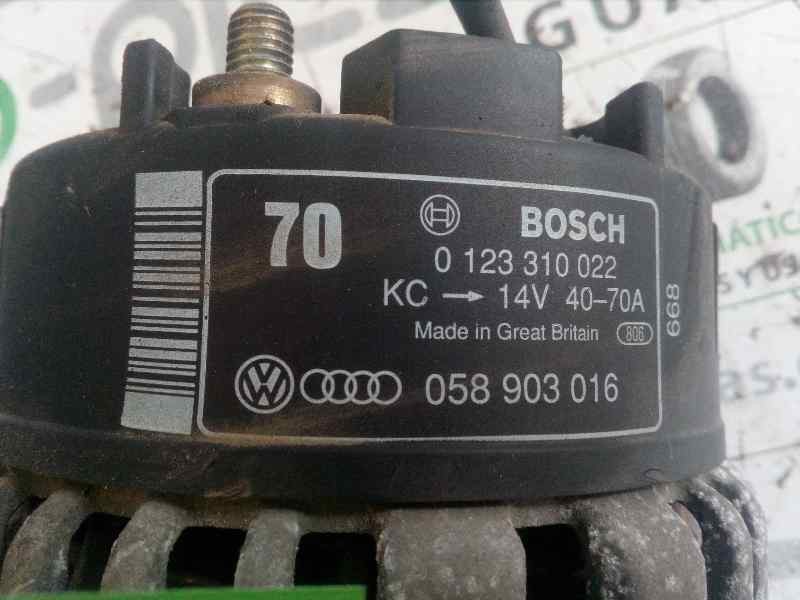 70
BOSCH
0 123 310 022
KC → 14V 40-70A
Made in Great Britain 806
668
058 903 016